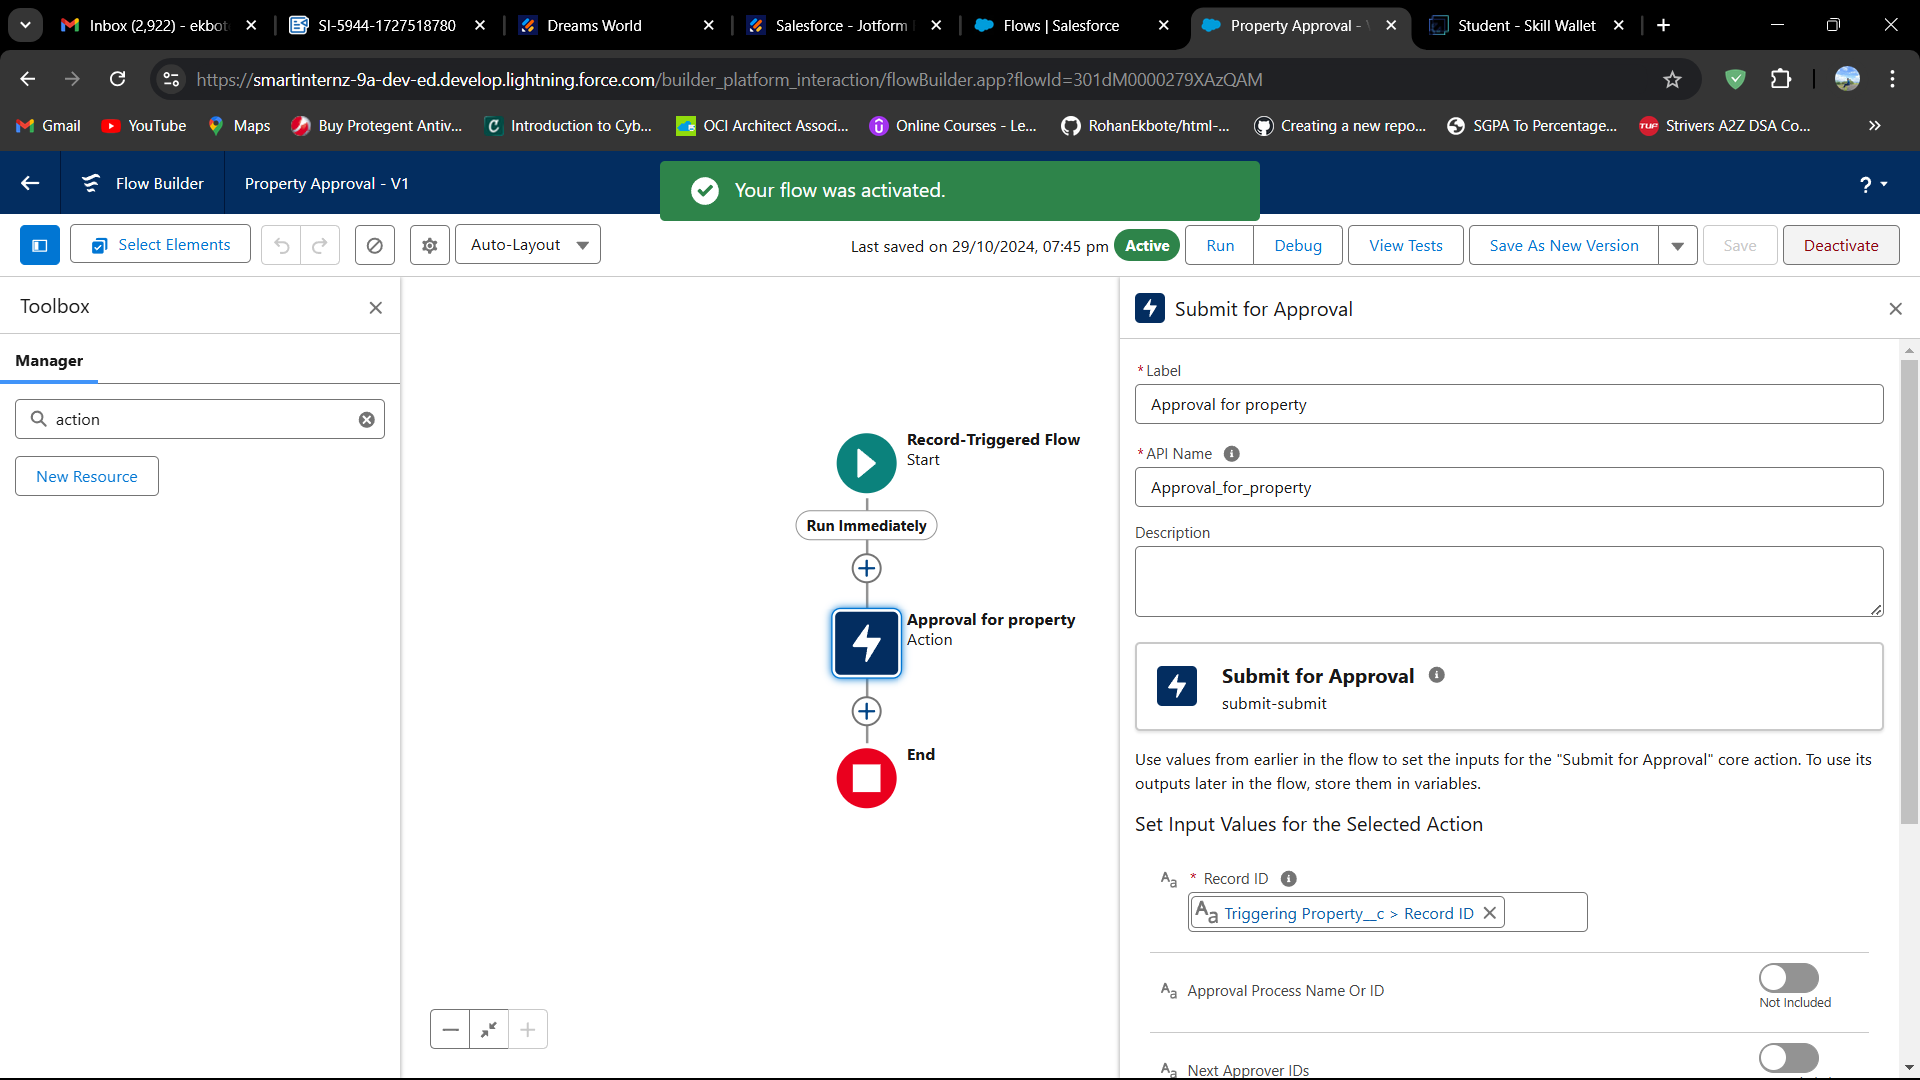 Inbox (2,922) - ekbot
SI-5944-1727518780
Dreams World
Salesforce - Jotform
Flows | Salesforce
Property Approval -
Student - Skill Wallet
https://smartinternz-9a-dev-ed.develop.lightning.force.com/builder_platform_interaction/flowBuilder.app?flowId=301dM0000279XAzQAM
Gmail
YouTube
Maps
Buy Protegent Antiv...
Introduction to Cyb...
OCI Architect Associ...
Online Courses - Le...
RohanEkbote/html-...
Creating a new repo...
SGPA To Percentage...
TUF
Strivers A2Z DSA Co...
Flow Builder
Property Approval - V1
Your flow was activated.
?
Select Elements
Auto-Layout
Last saved on 29/10/2024, 07:45 pm
Active
Run
Debug
View Tests
Save As New Version
Save
Deactivate
Toolbox
Manager
action
New Resource
Record-Triggered Flow
Start
Run Immediately
Approval for property
Action
End
Submit for Approval
* Label
Approval for property
* API Name
Approval_for_property
Description
Submit for Approval
submit-submit
Use values from earlier in the flow to set the inputs for the "Submit for Approval" core action. To use its
outputs later in the flow, store them in variables.
Set Input Values for the Selected Action
Aa * Record ID
Aa Triggering Property__c > Record ID
Aa Approval Process Name Or ID
Not Included
Aa Next Approver IDs